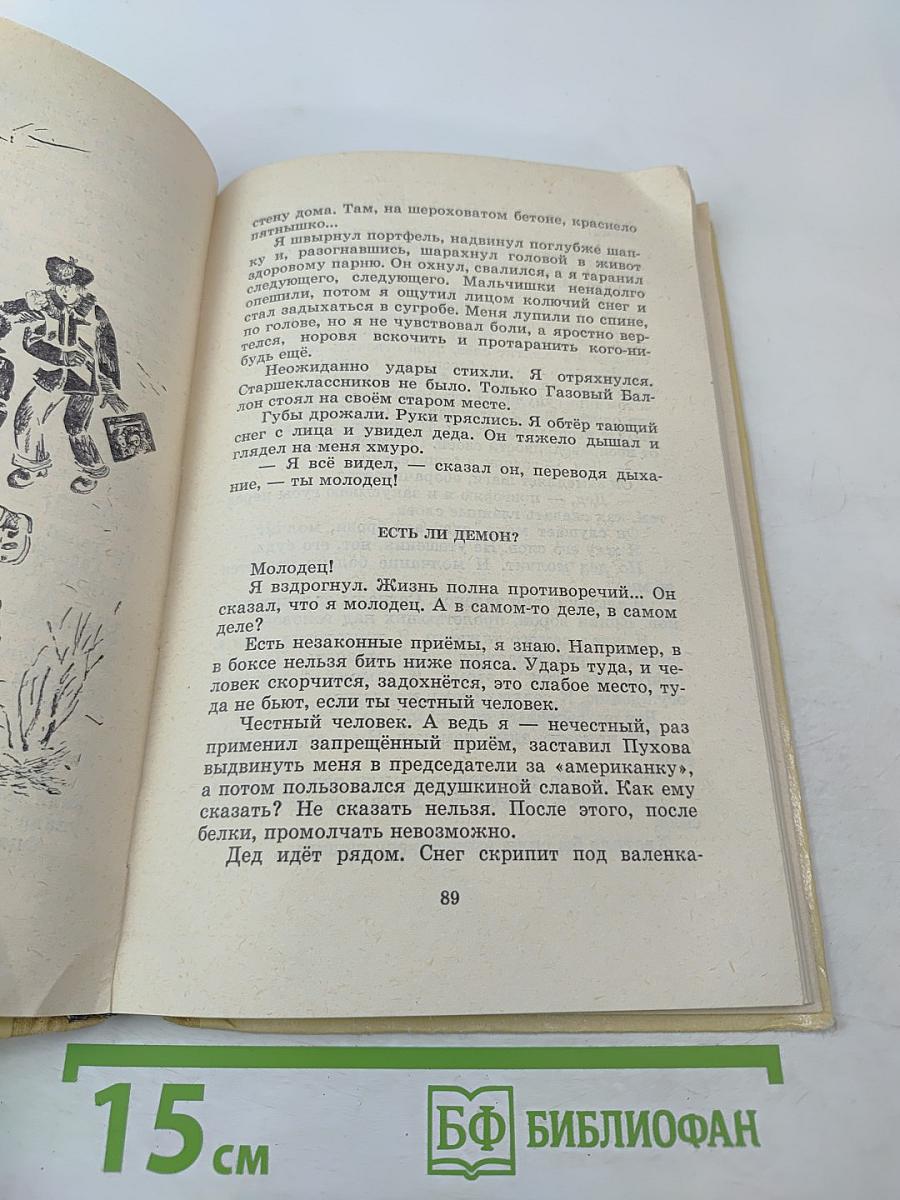 стену дома. Там, на шероховатом бетоне, краснело
пятнышко...
Я швырнул портфель, надвинул поглубже шап-
ку и, разогнавшись, шарахнул головой в живот
здоровому парню. Он охнул, свалился, а я таранил
следующего, следующего. Мальчишки ненадолго
опешили, потом я ощутил лицом колючий снег и
стал задыхаться в сугробе. Меня лупили по спине,
по голове, но я не чувствовал боли, а яростно вер-
телся, норовя вскочить и протаранить кого-ни-
будь ещё.
Неожиданно удары стихли. Я отряхнулся.
Старшеклассников не было. Только Газовый Бал-
лон стоял на своём старом месте.
Губы дрожали. Руки тряслись. Я обтёр тающий
снег с лица и увидел деда. Он тяжело дышал и
глядел на меня хмуро.
— Я всё видел, — сказал он, переводя дыха-
ние, — ты молодец!
ЕСТЬ ЛИ ДЕМОН?
Молодец!
Я вздрогнул. Жизнь полна противоречий... Он
сказал, что я молодец. А в самом-то деле, в самом
деле?
Есть незаконные приёмы, я знаю. Например, в
в боксе нельзя бить ниже пояса. Ударь туда, и че-
ловек скорчится, задохнётся, это слабое место, ту-
да не бьют, если ты честный человек.
Честный человек. А ведь я — нечестный, раз
применил запрещённый приём, заставил Пухова
выдвинуть меня в председатели за «американку»,
а потом пользовался дедушкиной славой. Как ему
сказать? Не сказать нельзя. После этого, после
белки, промолчать невозможно.
Дед идёт рядом. Снег скрипит под валенка-
89
15 см
БФ БИБЛИОФАН